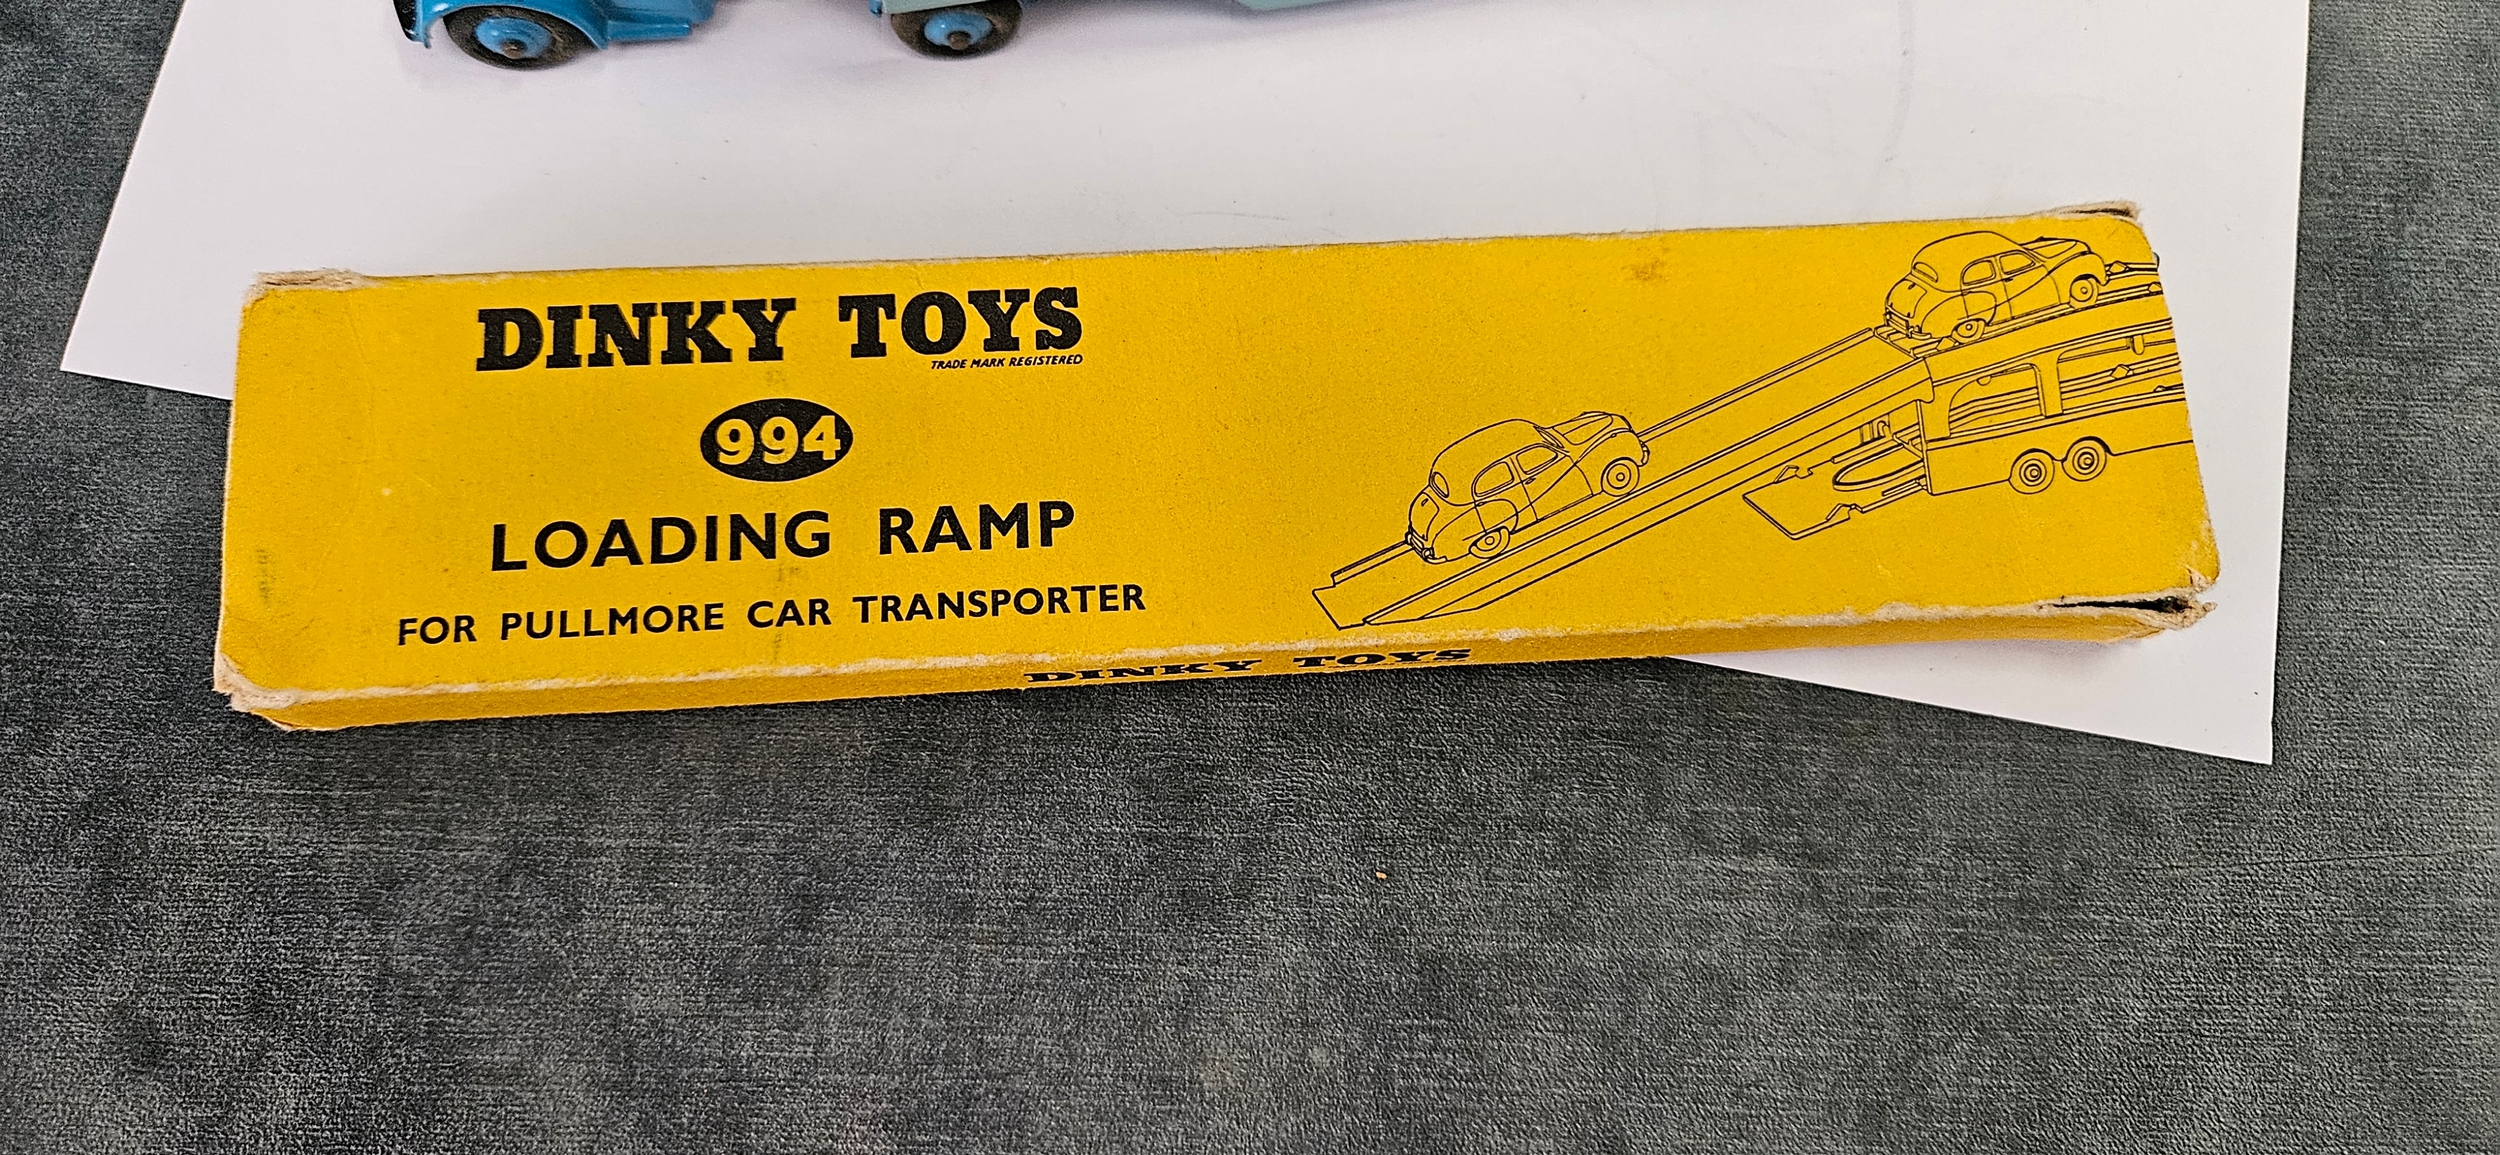 DINKY TOYS
TRADE MARK REGISTERED
994
LOADING RAMP
FOR PULLMORE CAR TRANSPORTER
DINKY TOYS